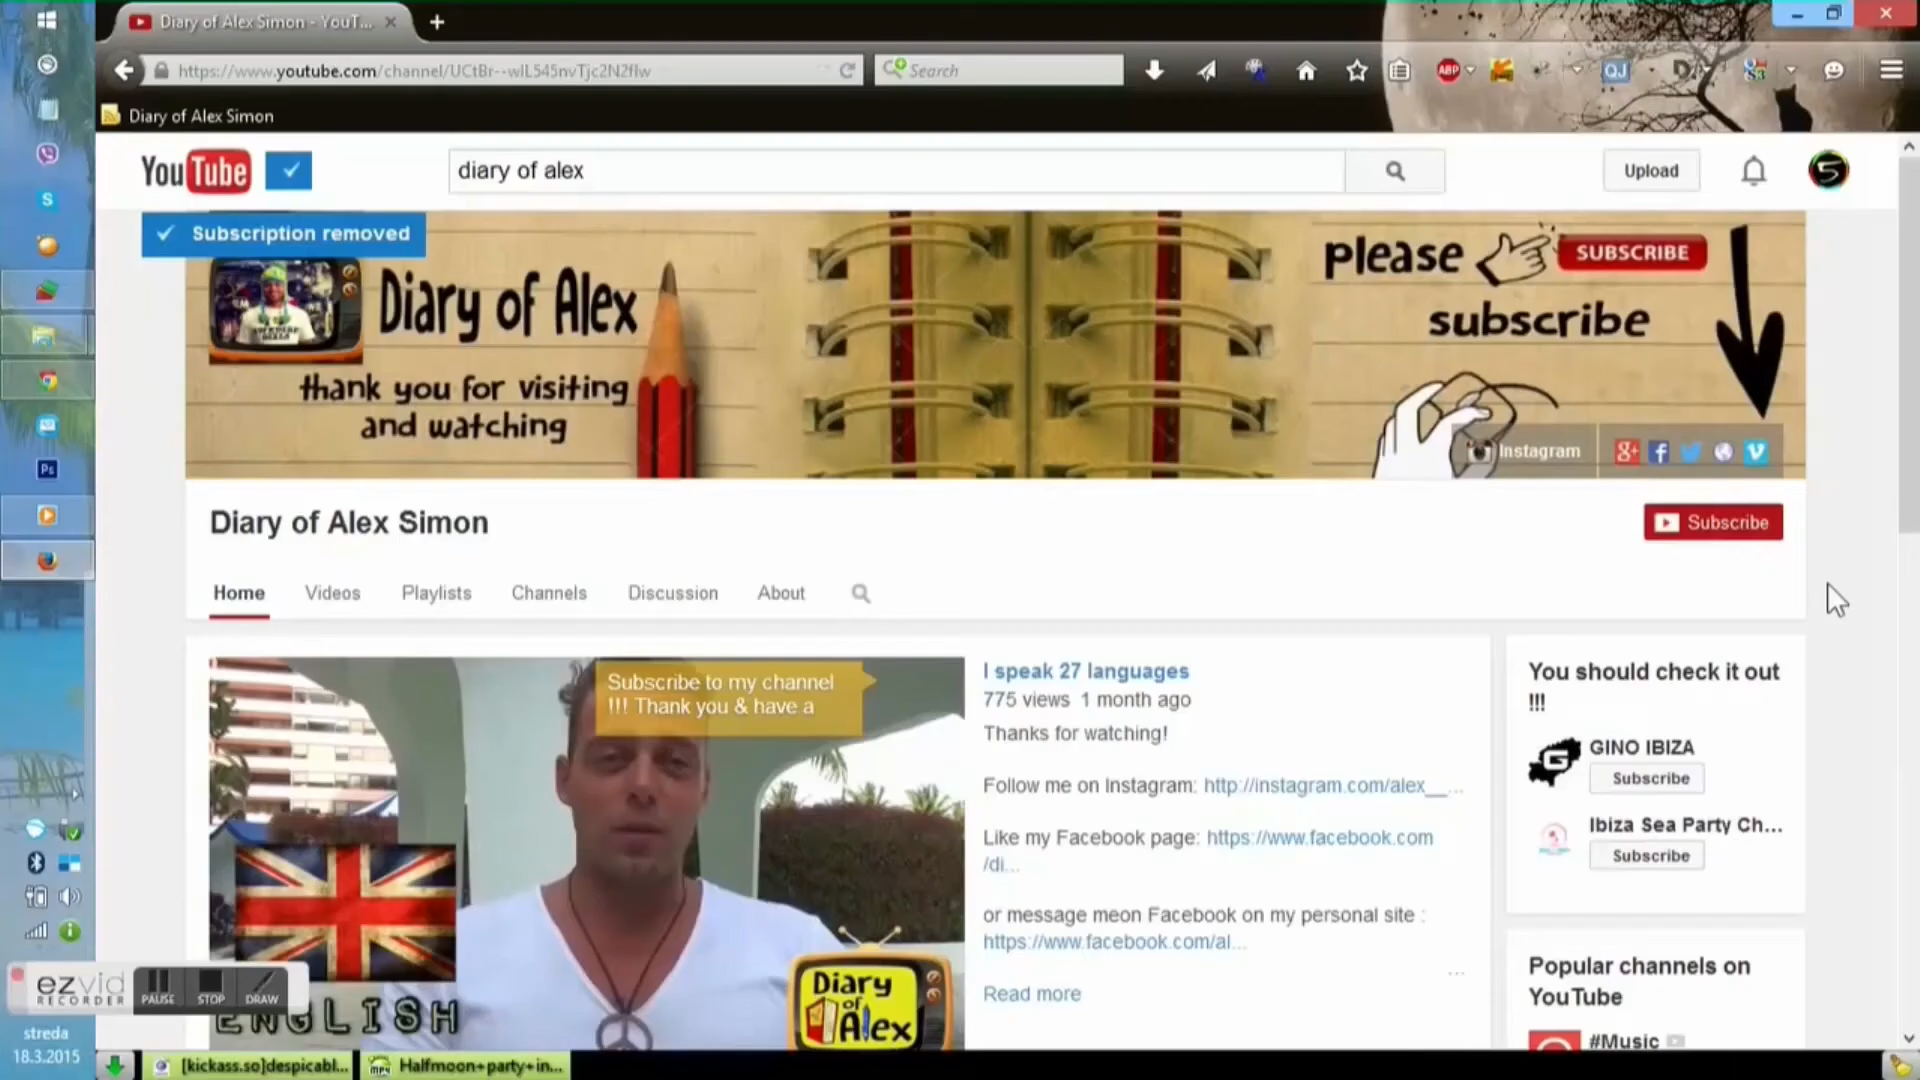 Diary of Alex Simon - YouT...
https://www.youtube.com/channel/UCtBr--wlL545nvTjc2N2flw
Search
ABP
QJ
Diary of Alex Simon
YouTube
diary of alex
Upload
Subscription removed
Diary of Alex
thank you for visiting
and watching
please
SUBSCRIBE
subscribe
Instagram
Diary of Alex Simon
Subscribe
Home
Videos
Playlists
Channels
Discussion
About
Subscribe to my channel
!!! Thank you & have a
ENGLISH
Diary
of
Alex
I speak 27 languages
775 views 1 month ago
Thanks for watching!
Follow me on Instagram: http://instagram.com/alex__...
Like my Facebook page: https://www.facebook.com
/di...
or message meon Facebook on my personal site :
https://www.facebook.com/al...
...
Read more
You should check it out
!!!
GINO IBIZA
Subscribe
Ibiza Sea Party Ch...
Subscribe
Popular channels on
YouTube
#Music
Ps
ezvid
RECORDER
PAUSE
STOP
DRAW
streda
18.3.2015
[kickass.so]despicabl...
Halfmoon+party+in...